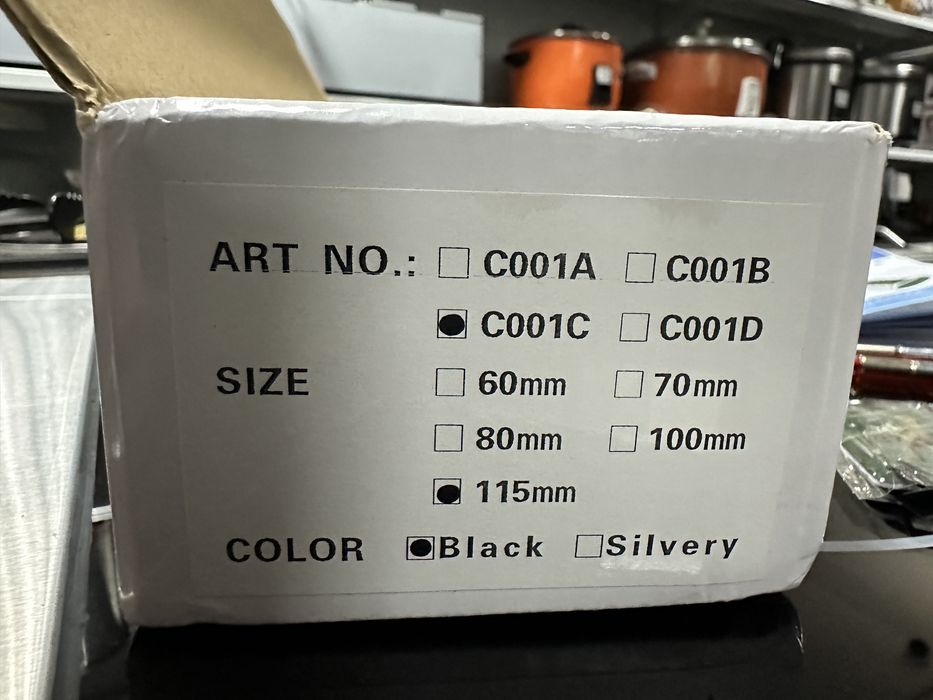 ART NO.: ☐ C001A ☐ C001B
☒ C001C ☐ C001D
SIZE ☐ 60mm ☐ 70mm
☐ 80mm ☐ 100mm
☒ 115mm
COLOR ☒ Black ☐ Silvery